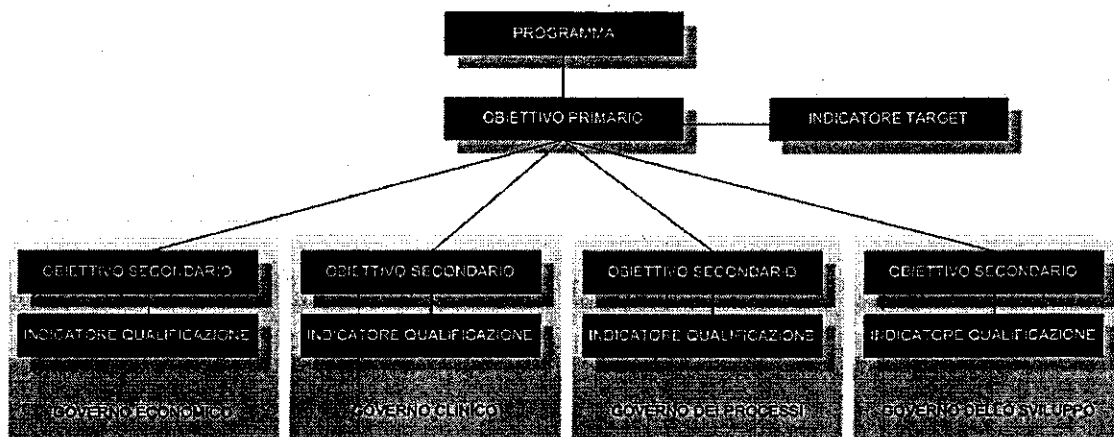 PROGRAMMA
OBIETTIVO PRIMARIO
INDICATORE TARGET
OBIETTIVO SECONDARIO
OBIETTIVO SECONDARIO
OBIETTIVO SECONDARIO
OBIETTIVO SECONDARIO
INDICATORE QUALIFICAZIONE
INDICATORE QUALIFICAZIONE
INDICATORE QUALIFICAZIONE
INDICATORE QUALIFICAZIONE
GOVERNO ECONOMICO
GOVERNO CLINICO
GOVERNO DEI PROCESSI
GOVERNO DELLO SVILUPPO